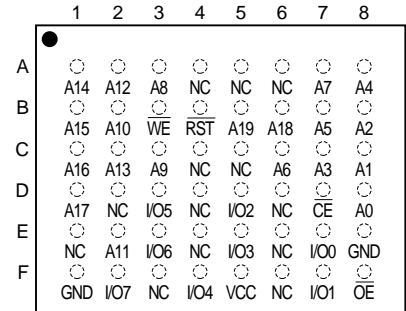 1 2 3 4 5 6 7 8
A
A14 A12 A8 NC NC NC A7 A4
B
A15 A10 WE RST A19 A18 A5 A2
C
A16 A13 A9 NC NC A6 A3 A1
D
A17 NC I/O5 NC I/O2 NC CE A0
E
NC A11 I/O6 NC I/O3 NC I/O0 GND
F
GND I/O7 NC I/O4 VCC NC I/O1 OE